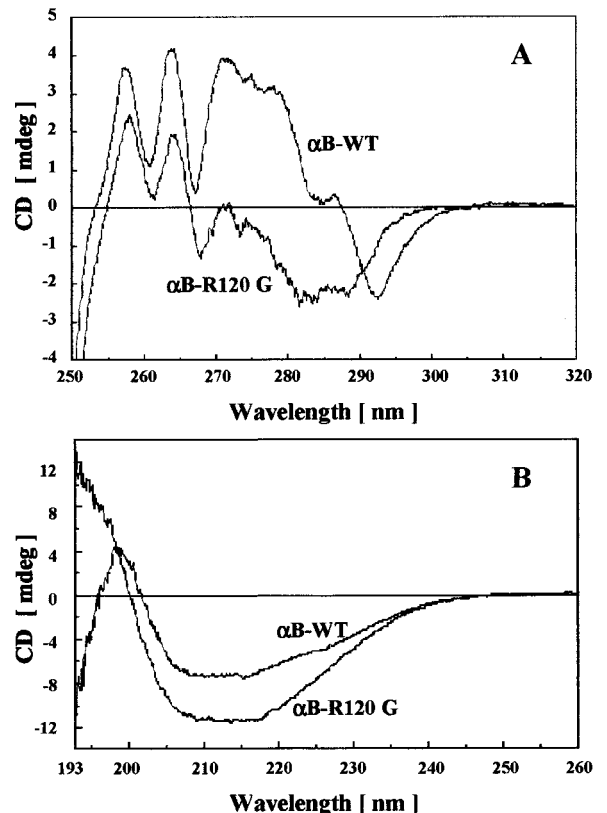 A
5
4
3
2
1
0
-1
-2
-3
-4
CD [ mdeg ]
αB-WT
αB-R120 G
250 260 270 280 290 300 310 320
Wavelength [ nm ]
B
12
8
4
0
-4
-8
-12
CD [ mdeg ]
αB-WT
αB-R120 G
193 200 210 220 230 240 250 260
Wavelength [ nm ]